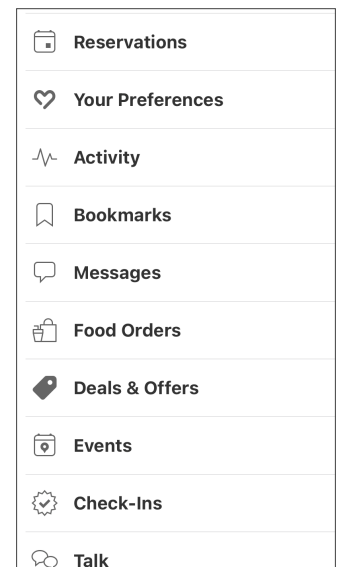 Reservations
Your Preferences
Activity
Bookmarks
Messages
Food Orders
Deals & Offers
Events
Check-Ins
Talk